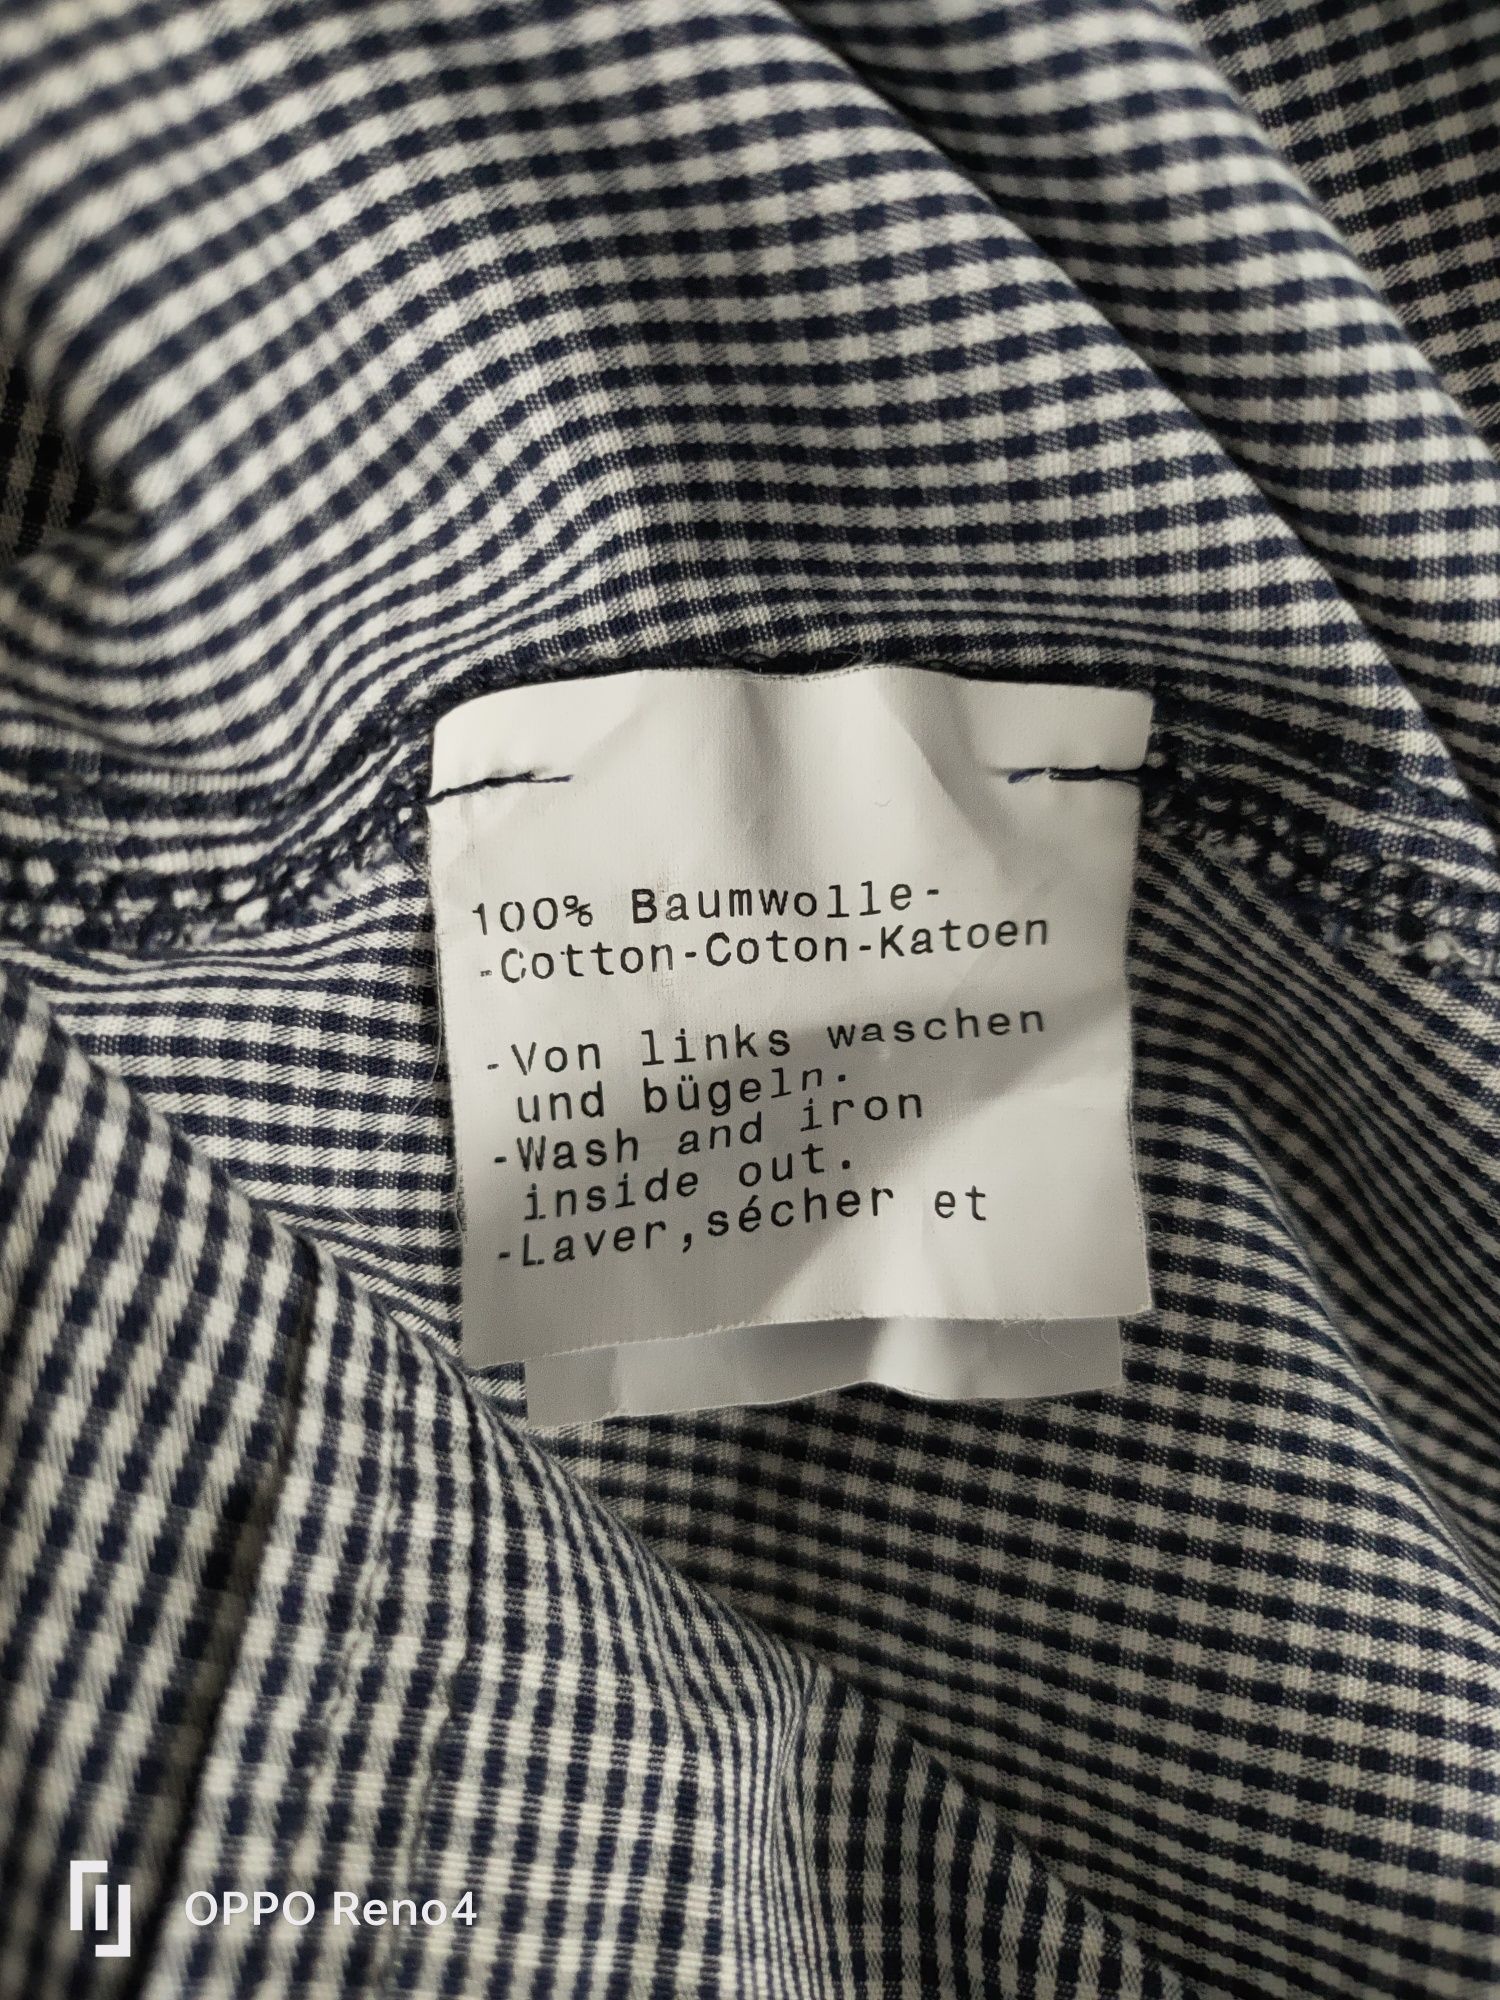 100% Baumwolle-
-Cotton-Coton-Katoen
-Von links waschen
und bügeln.
-Wash and iron
inside out.
-Laver,sécher et
OPPO Reno4